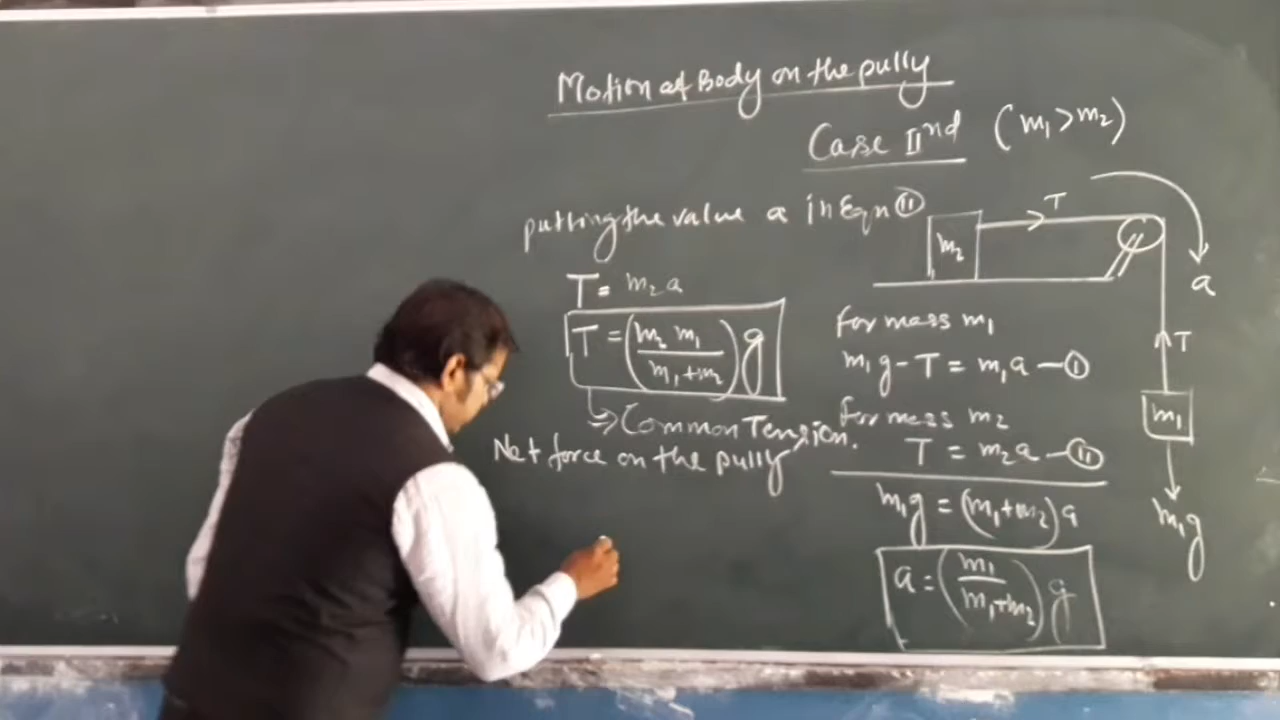 Motion of Body on the pully
Case IInd (m₁>m₂)
putting the value a in Eqn (II)
T = m₂a
T = (m₂ m₁ / m₁+m₂) g
Common Tension.
Net force on the pully
m₂
T
a
T
m₁
m₁g
for mass m₁
m₁g - T = m₁a - (I)
for mass m₂
T = m₂a - (II)
m₁g = (m₁+m₂)a
a = (m₁ / m₁+m₂) g